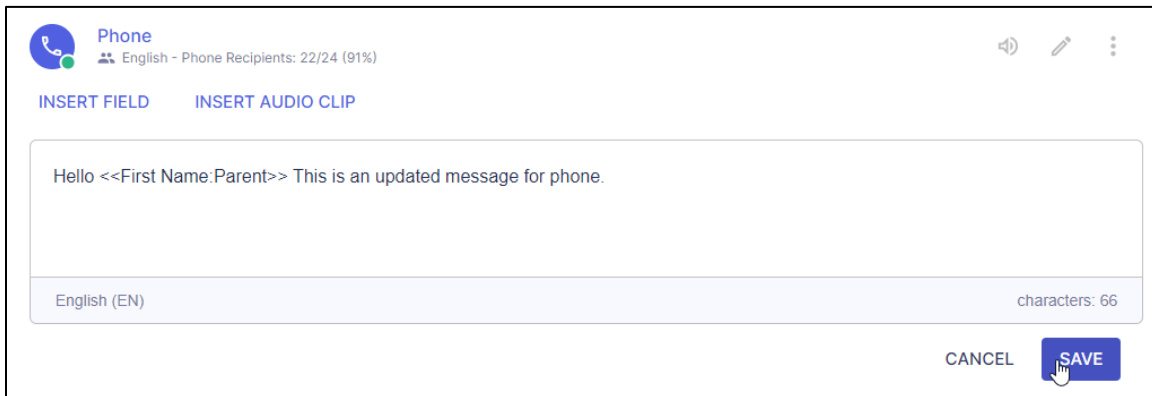 Phone
English - Phone Recipients: 22/24 (91%)
INSERT FIELD INSERT AUDIO CLIP
Hello <<First Name:Parent>> This is an updated message for phone.
English (EN) characters: 66
CANCEL SAVE